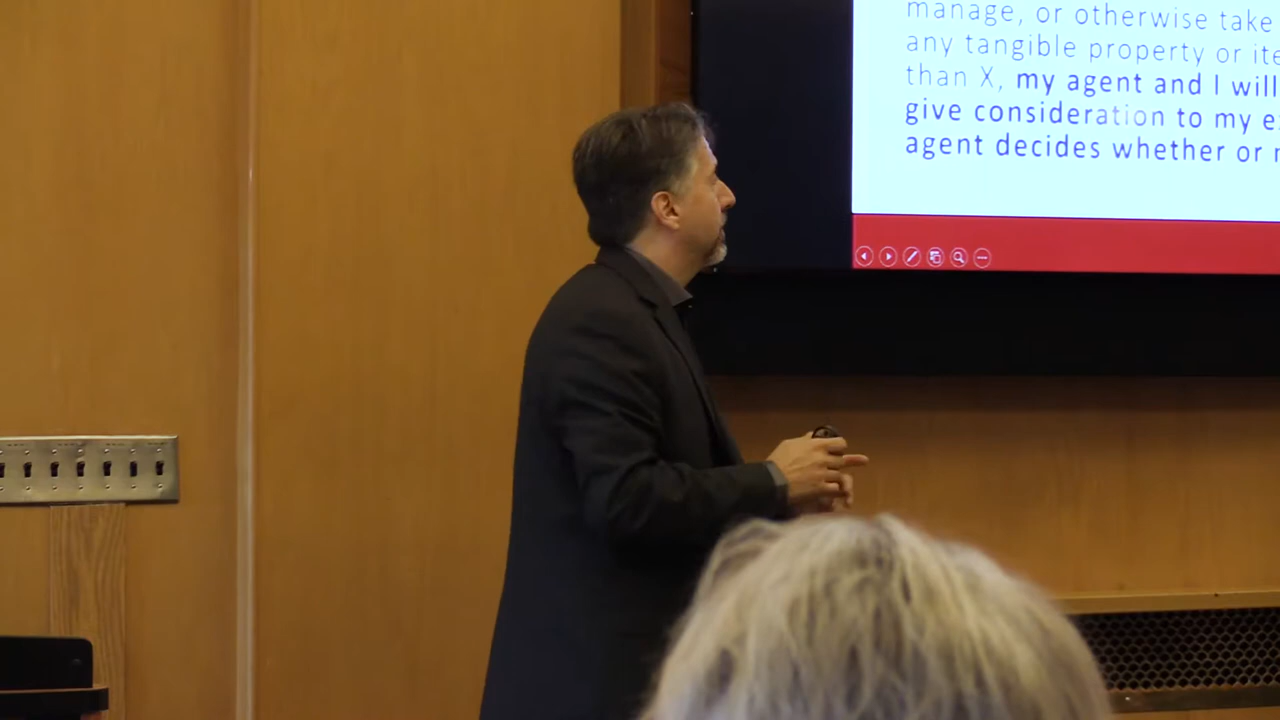 manage, or otherwise take
any tangible property or
than X, my agent and I will
give consideration to my
agent decides whether or